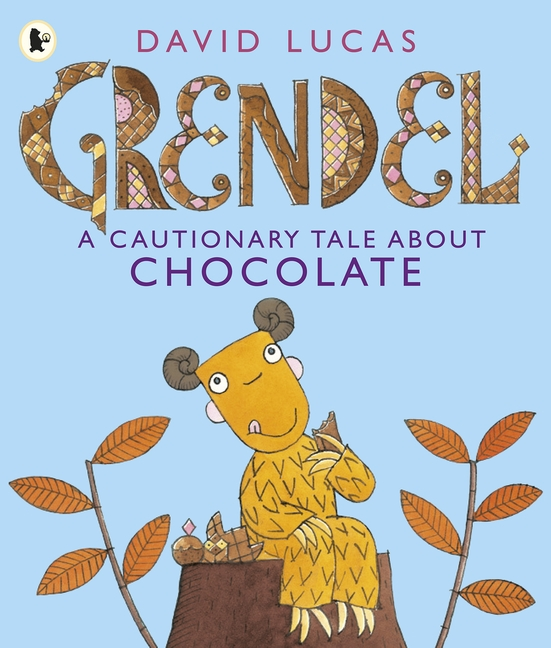 DAVID LUCAS
GRENDEL
A CAUTIONARY TALE ABOUT
CHOCOLATE